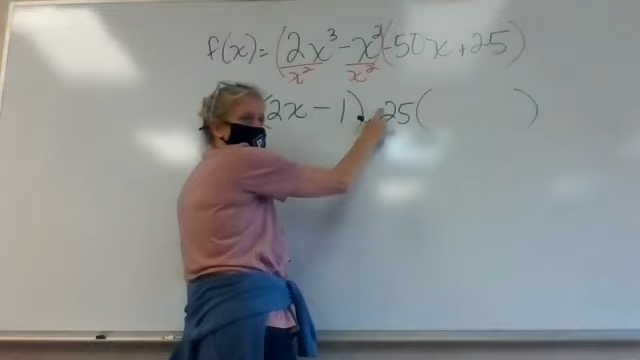 f(x) = (2x³ - x²)(-50x + 25)
x² x²
(2x - 1) 25( )